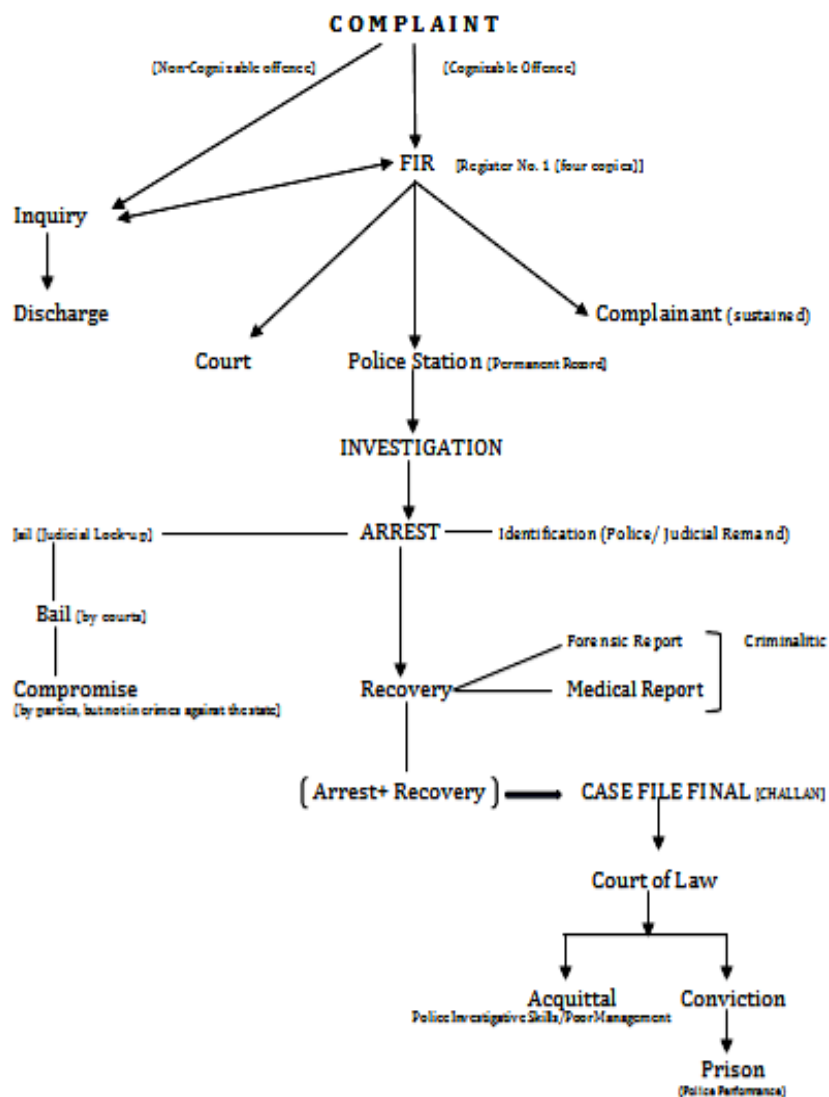 COMPLAINT
[Non-Cognizable offence]
[Cognizable Offence]
FIR [Register No. 1 [four copies]]
Inquiry
Discharge
Complainant (sustained)
Court
Police Station [Permanent Record]
INVESTIGATION
Jail [Judicial Lock-up]
ARREST
Identification (Police/ Judicial Remand)
Bail [by courts]
Forensic Report
Criminalitic
Compromise
[by parties, but not in crimes against the state]
Recovery
Medical Report
(Arrest+ Recovery)
CASE FILE FINAL [CHALLAN]
Court of Law
Acquittal
Police Investigative Skills/Poor Management
Conviction
Prison
(Police Performance)